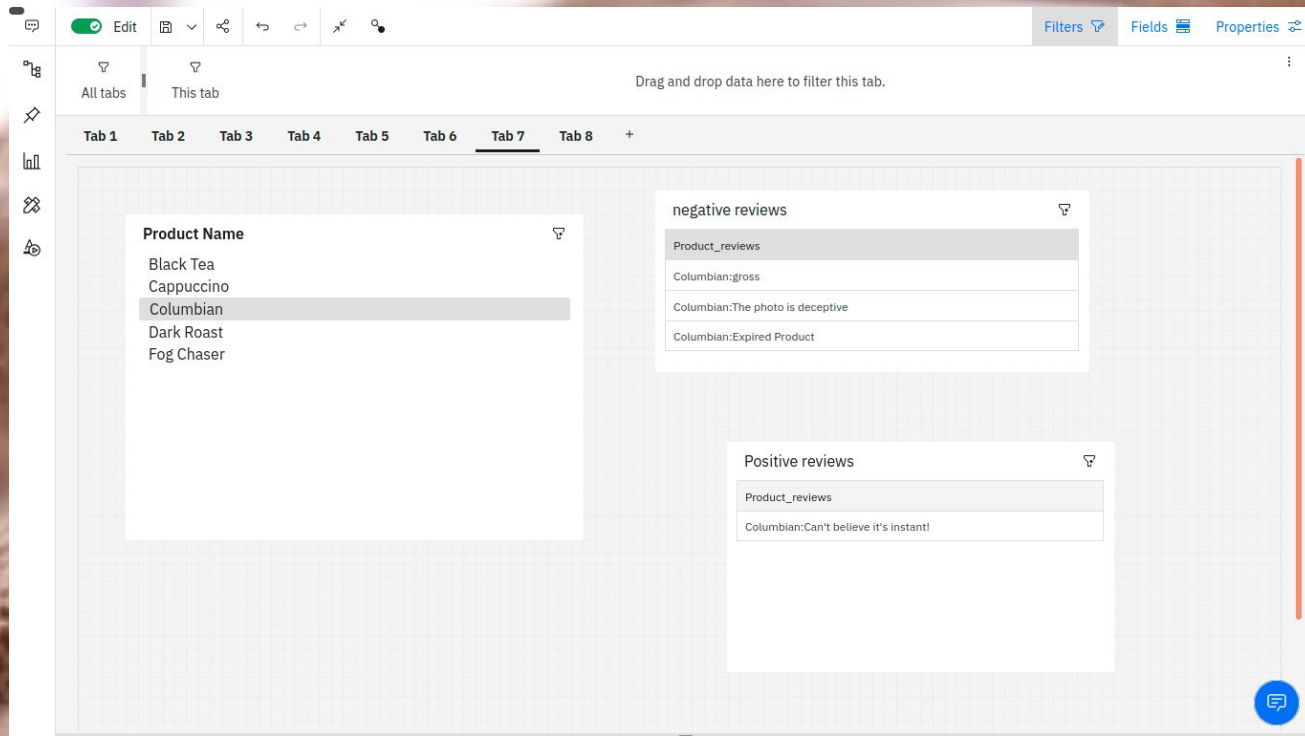 Edit
Filters
Fields
Properties
All tabs
This tab
Drag and drop data here to filter this tab.
Tab 1
Tab 2
Tab 3
Tab 4
Tab 5
Tab 6
Tab 7
Tab 8
+
Product Name
Black Tea
Cappuccino
Columbian
Dark Roast
Fog Chaser
negative reviews
Product_reviews
Columbian:gross
Columbian:The photo is deceptive
Columbian:Expired Product
Positive reviews
Product_reviews
Columbian:Can't believe it's instant!